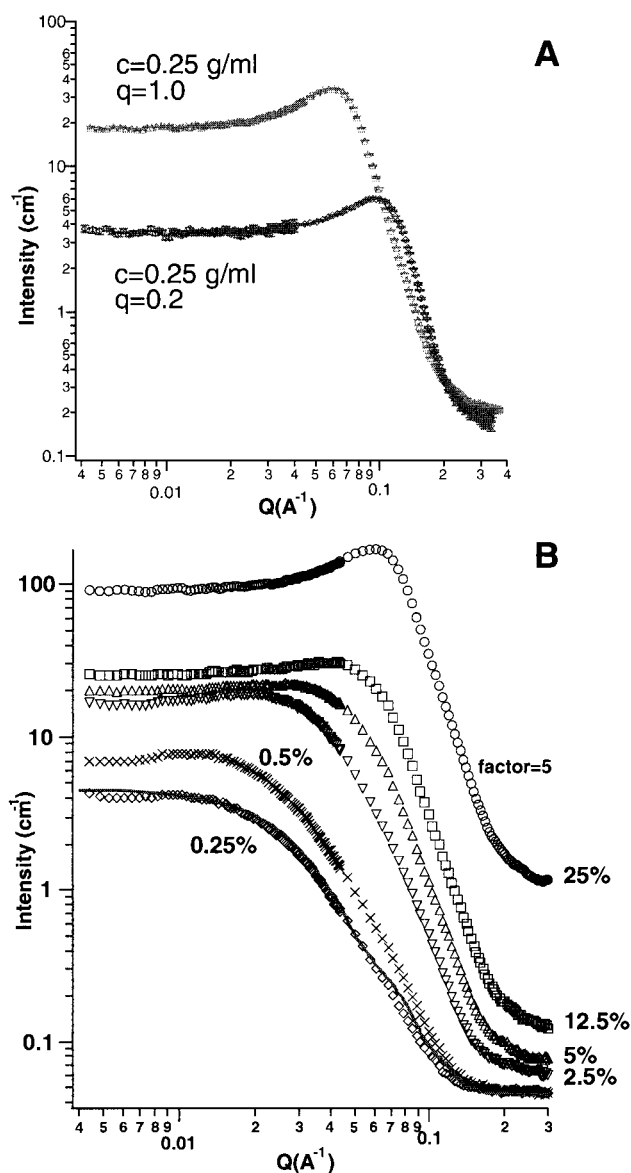 A
c=0.25 g/ml
q=1.0
c=0.25 g/ml
q=0.2
Intensity (cm⁻¹)
100
6
5
4
3
2
10
6
5
4
3
2
1
6
5
4
3
2
0.1
4 5 6 7 8 9 2 3 4 5 6 7 8 9 2 3 4
0.01 0.1
Q(A⁻¹)
B
Intensity (cm⁻¹)
100
10
1
0.1
0.5%
0.25%
factor=5
25%
12.5%
5%
2.5%
4 5 6 7 8 9 2 3 4 5 6 7 8 9 2 3
0.01 0.1
Q(A⁻¹)